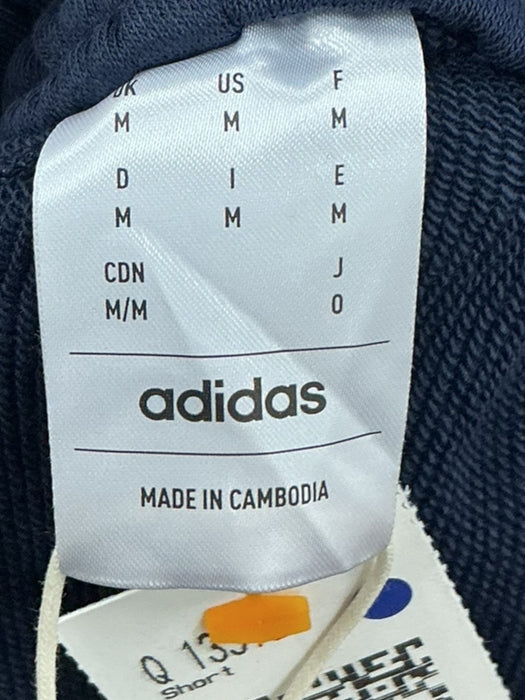 UK US F
M M M
D I E
M M M
CDN J
M/M O
adidas
MADE IN CAMBODIA
Q
Short